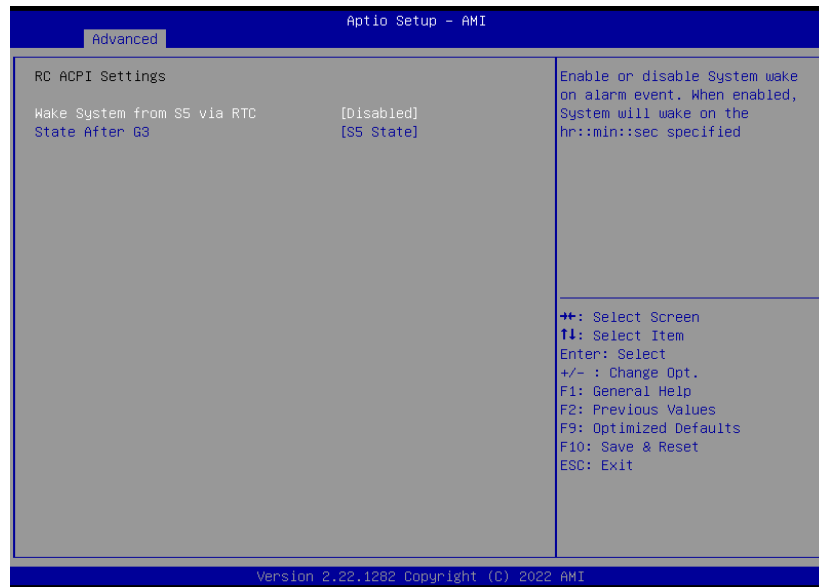 Aptio Setup – AMI
Advanced
RC ACPI Settings
Wake System from S5 via RTC [Disabled]
State After G3 [S5 State]
Enable or disable System wake
on alarm event. When enabled,
System will wake on the
hr::min::sec specified
→←: Select Screen
↑↓: Select Item
Enter: Select
+/- : Change Opt.
F1: General Help
F2: Previous Values
F9: Optimized Defaults
F10: Save & Reset
ESC: Exit
Version 2.22.1282 Copyright (C) 2022 AMI